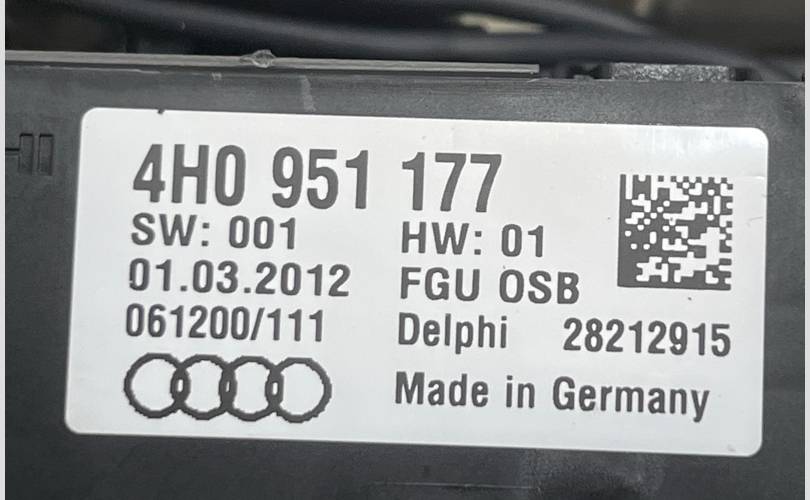 4H0 951 177
SW: 001 HW: 01
01.03.2012 FGU OSB
061200/111 Delphi 28212915
Made in Germany